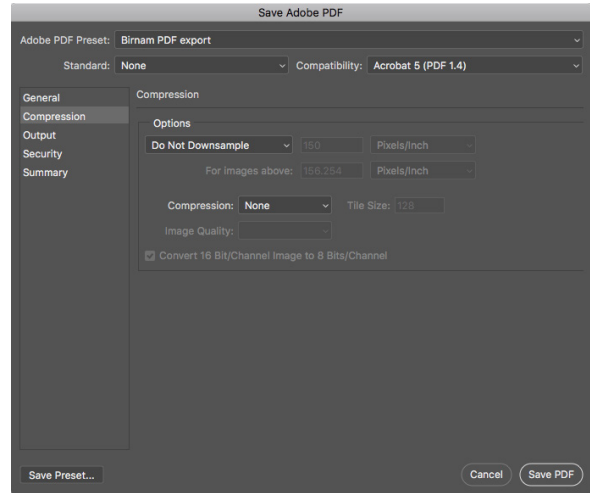 Save Adobe PDF
Adobe PDF Preset: Birnam PDF export
Standard: None Compatibility: Acrobat 5 (PDF 1.4)
General
Compression
Output
Security
Summary
Compression
Options
Do Not Downsample 150 Pixels/Inch
For images above: 156.254 Pixels/Inch
Compression: None Tile Size: 128
Image Quality:
Convert 16 Bit/Channel Image to 8 Bits/Channel
Save Preset... Cancel Save PDF